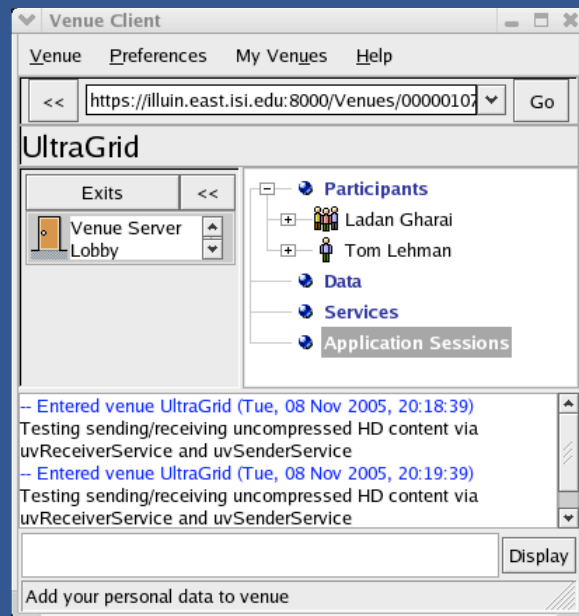 Venue Client
Venue Preferences My Venues Help
<< https://illuin.east.isi.edu:8000/Venues/00000107 Go
UltraGrid
Exits <<
Venue Server
Lobby
Participants
Ladan Gharai
Tom Lehman
Data
Services
Application Sessions
-- Entered venue UltraGrid (Tue, 08 Nov 2005, 20:18:39)
Testing sending/receiving uncompressed HD content via
uvReceiverService and uvSenderService
-- Entered venue UltraGrid (Tue, 08 Nov 2005, 20:19:39)
Testing sending/receiving uncompressed HD content via
uvReceiverService and uvSenderService
Display
Add your personal data to venue